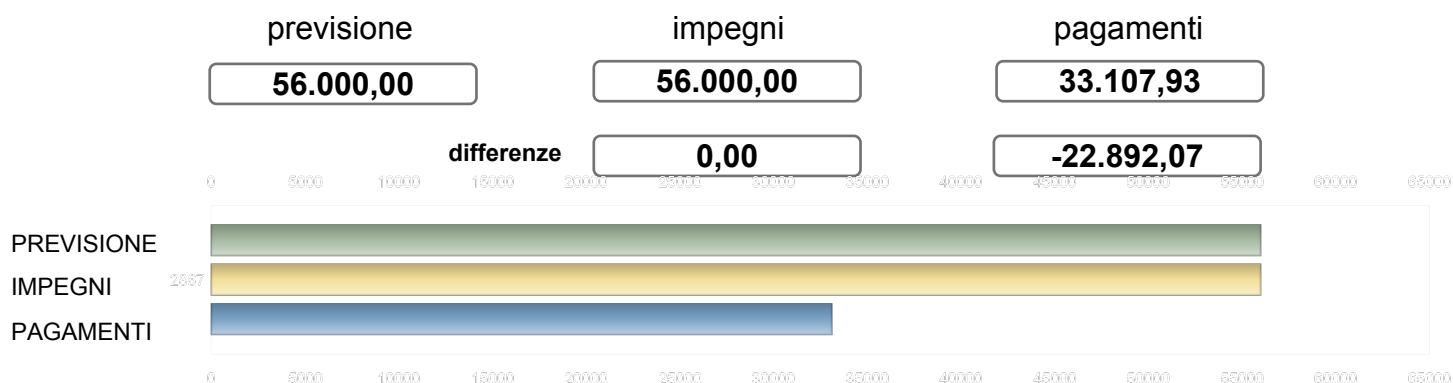 previsione impegni pagamenti
56.000,00 56.000,00 33.107,93
differenze 0,00 -22.892,07
0 5000 10000 15000 20000 25000 30000 35000 40000 45000 50000 55000 60000 65000
PREVISIONE
2867
IMPEGNI
PAGAMENTI
0 5000 10000 15000 20000 25000 30000 35000 40000 45000 50000 55000 60000 65000